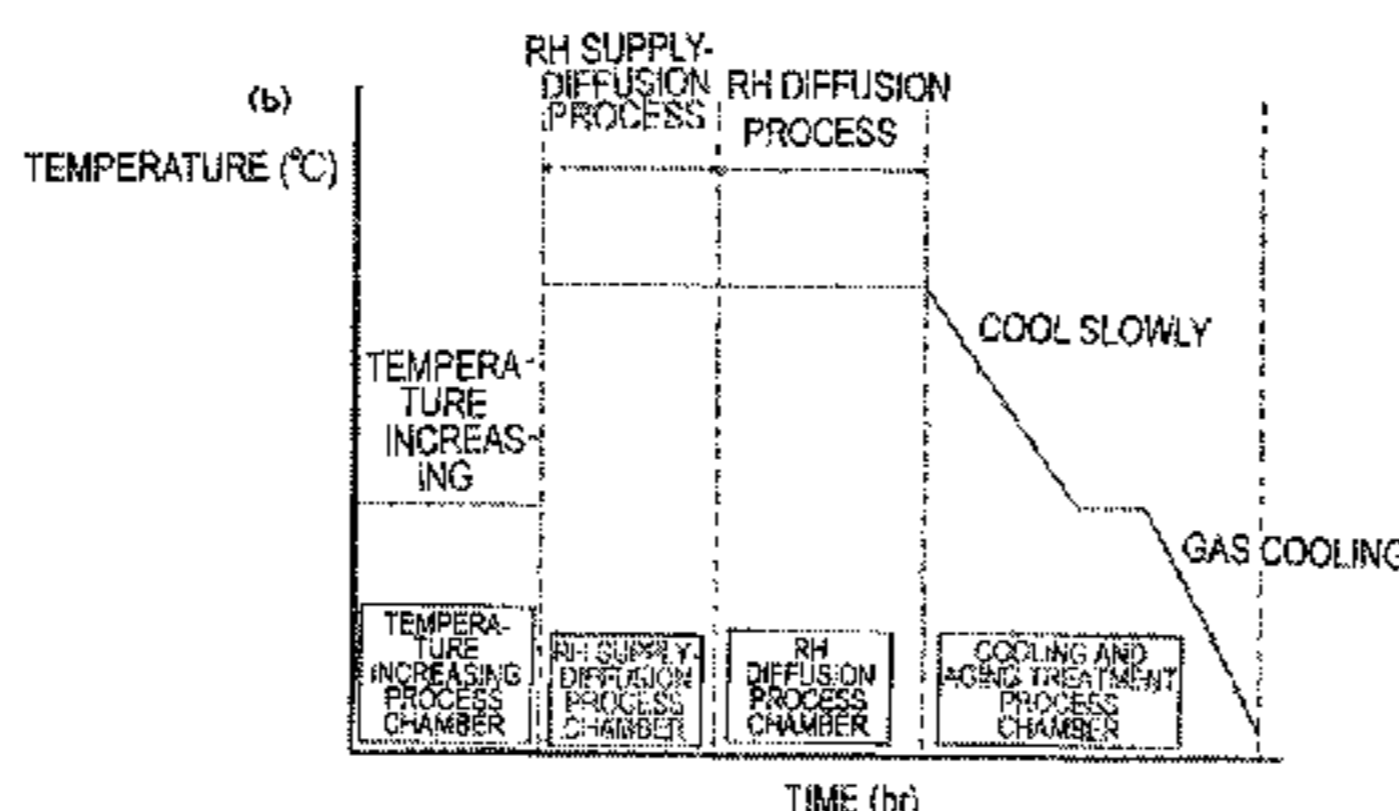 (b)
TEMPERATURE (°C)
RH SUPPLY-
DIFFUSION
PROCESS
RH DIFFUSION
PROCESS
TEMPERA-
TURE
INCREAS-
ING
COOL SLOWLY
GAS COOLING
TEMPERA-
TURE
INCREASING
PROCESS
CHAMBER
RH SUPPLY-
DIFFUSION
PROCESS
CHAMBER
RH
DIFFUSION
PROCESS
CHAMBER
COOLING AND
AGING TREATMENT
PROCESS
CHAMBER
TIME (hr)